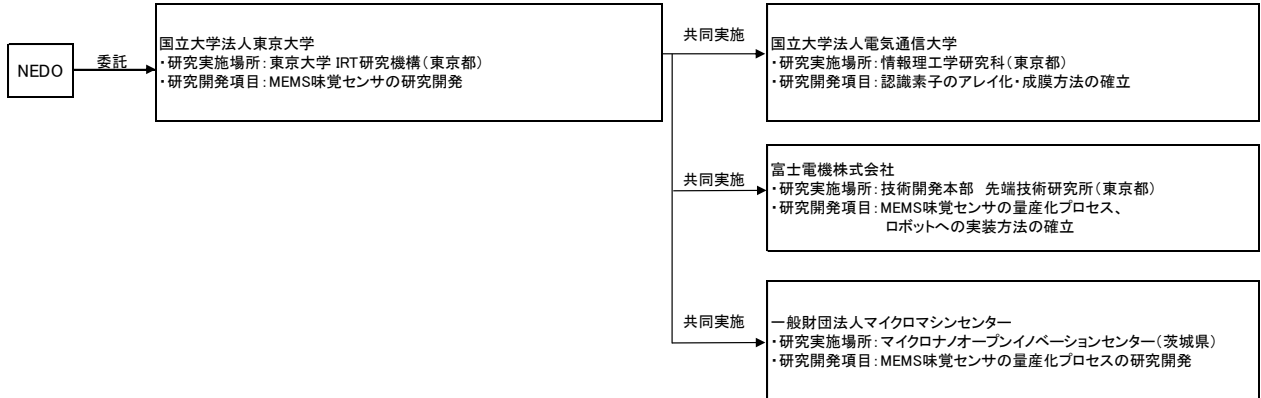 NEDO
委託
国立大学法人東京大学
・研究実施場所：東京大学 IRT研究機構（東京都）
・研究開発項目：MEMS味覚センサの研究開発
共同実施
国立大学法人電気通信大学
・研究実施場所：情報理工学研究科（東京都）
・研究開発項目：認識素子のアレイ化・成膜方法の確立
共同実施
富士電機株式会社
・研究実施場所：技術開発本部　先端技術研究所（東京都）
・研究開発項目：MEMS味覚センサの量産化プロセス、
ロボットへの実装方法の確立
共同実施
一般財団法人マイクロマシンセンター
・研究実施場所：マイクロナノオープンイノベーションセンター（茨城県）
・研究開発項目：MEMS味覚センサの量産化プロセスの研究開発